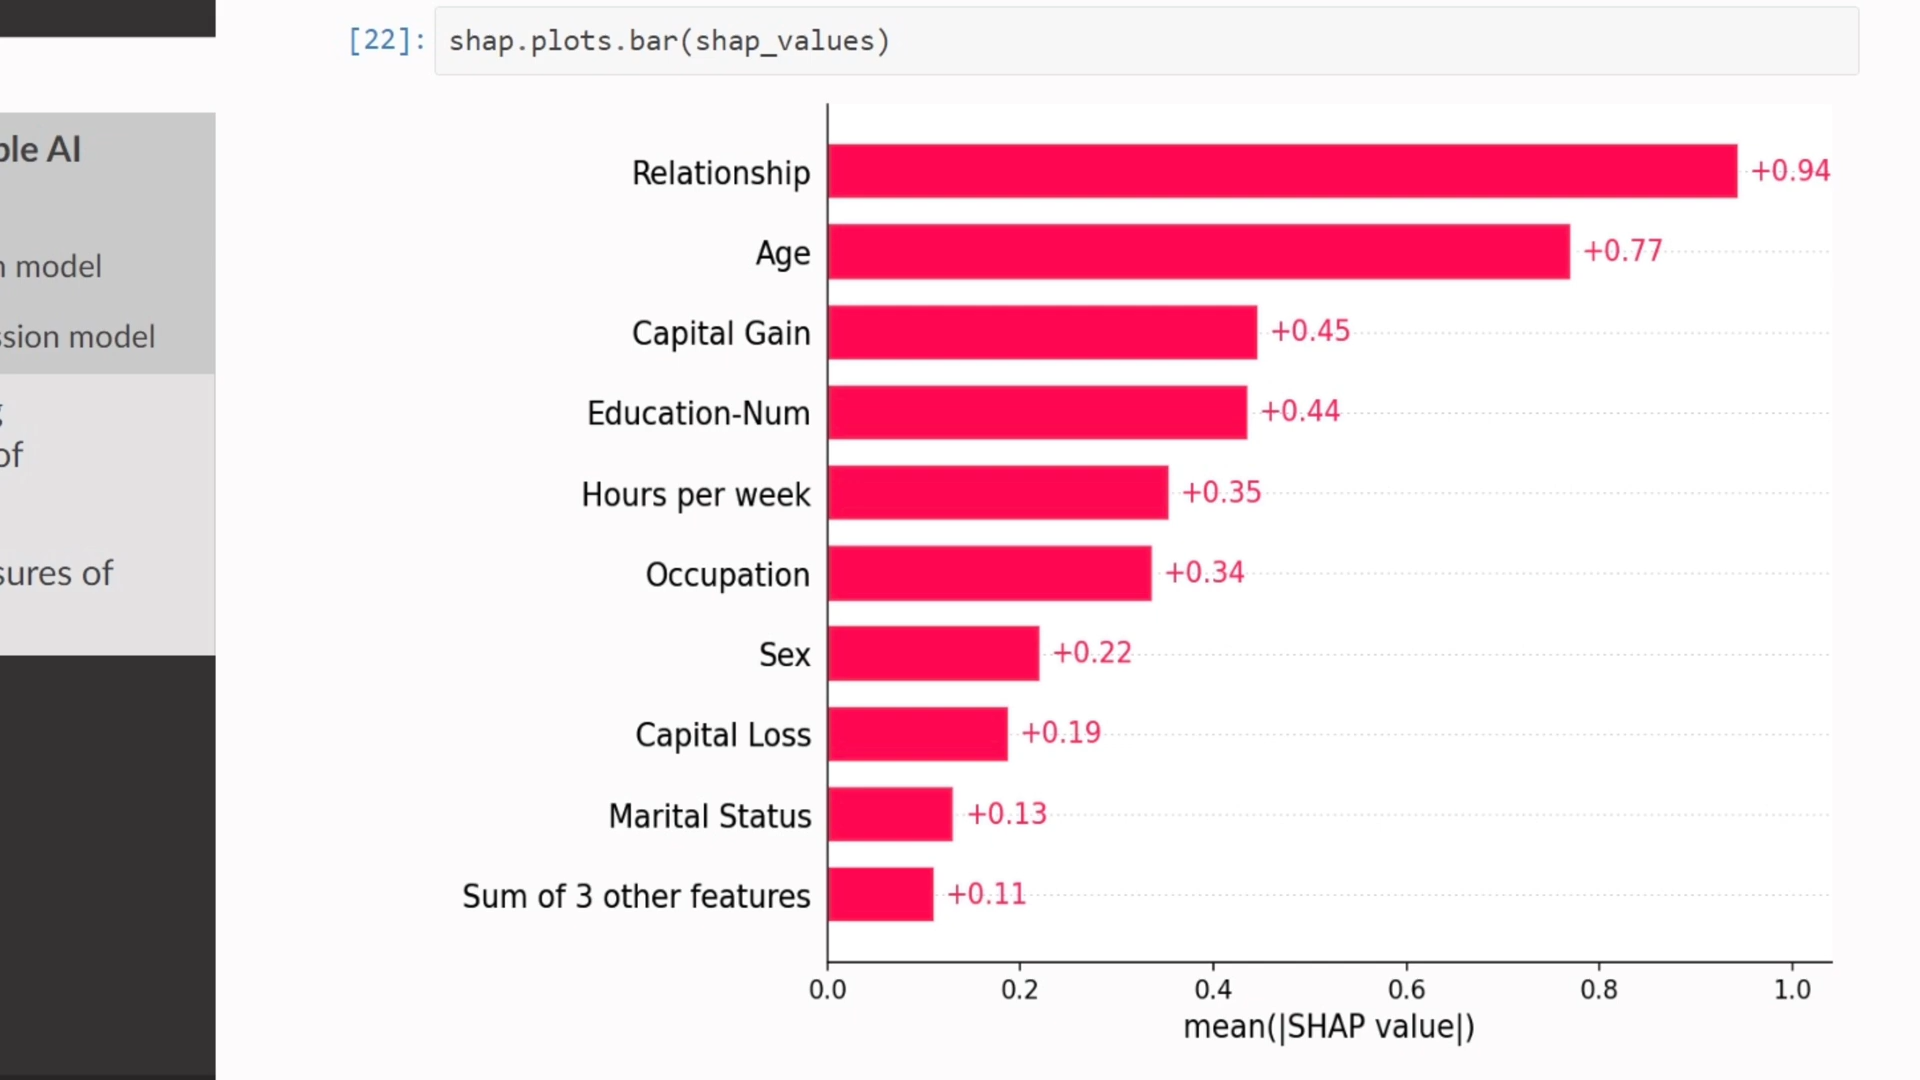 [22]: shap.plots.bar(shap_values)
AI
model
model
of
of
Relationship +0.94
Age +0.77
Capital Gain +0.45
Education-Num +0.44
Hours per week +0.35
Occupation +0.34
Sex +0.22
Capital Loss +0.19
Marital Status +0.13
Sum of 3 other features +0.11
0.0 0.2 0.4 0.6 0.8 1.0
mean(|SHAP value|)